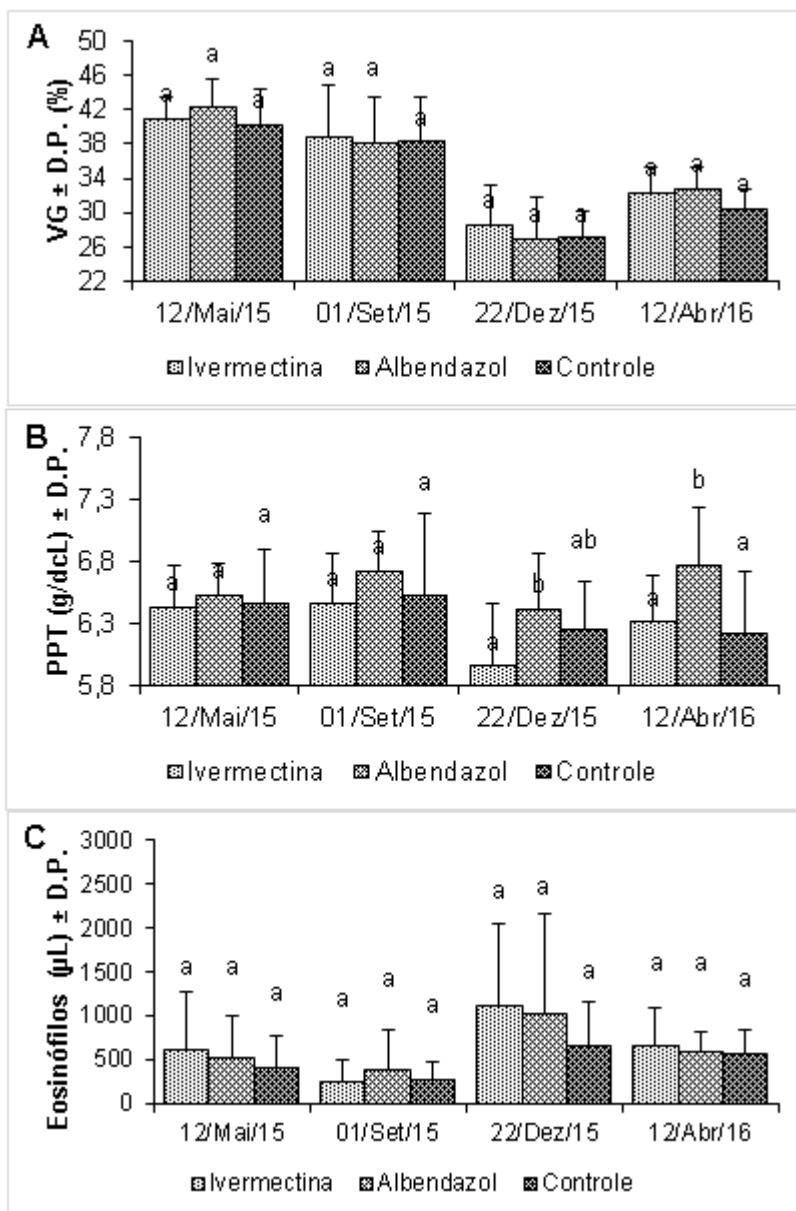 A
VG ± D.P. (%)
50
46
42
38
34
30
26
22
a a a a a a a a a a a a
12/Mai/15 01/Set/15 22/Dez/15 12/Abr/16
Ivermectina Albendazol Controle
B
PPT (g/dcL) ± D.P.
7,8
7,3
6,8
6,3
5,8
a a a a a a a b ab a b a
12/Mai/15 01/Set/15 22/Dez/15 12/Abr/16
Ivermectina Albendazol Controle
C
Eosinófilos (µL) ± D.P.
3000
2500
2000
1500
1000
500
0
a a a a a a a a a a a a
12/Mai/15 01/Set/15 22/Dez/15 12/Abr/16
Ivermectina Albendazol Controle